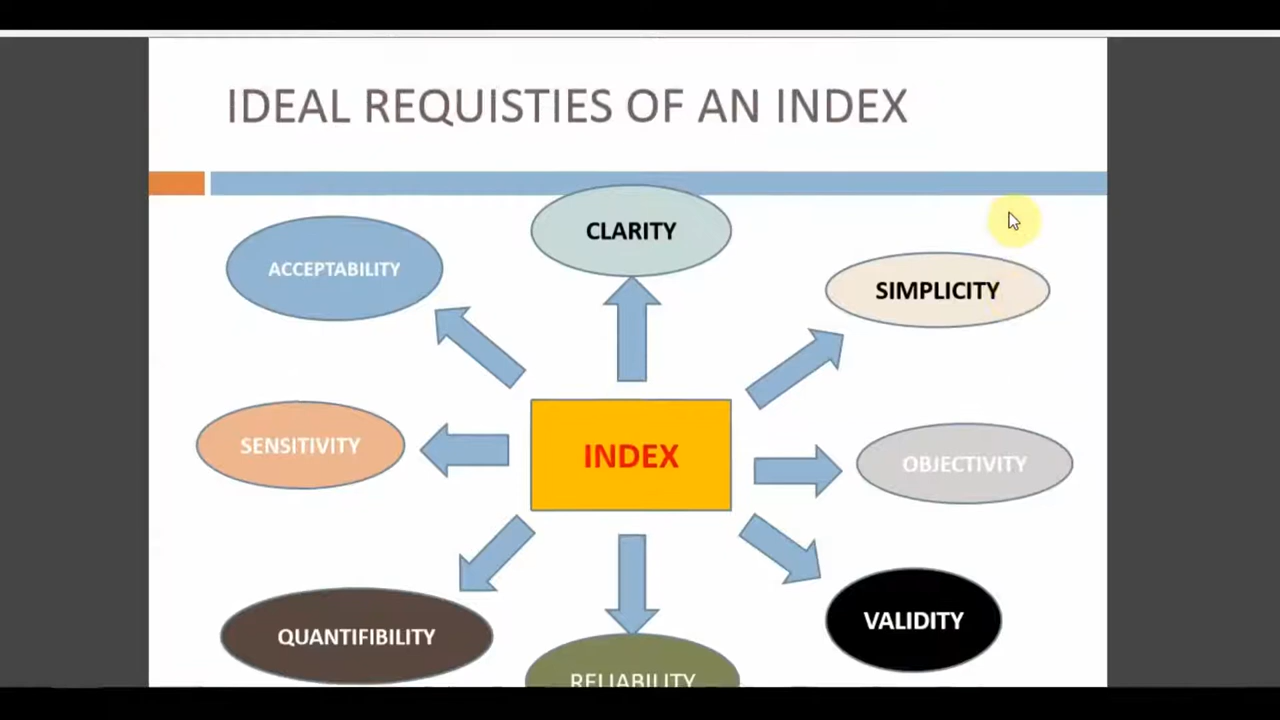 IDEAL REQUISTIES OF AN INDEX
CLARITY
ACCEPTABILITY
SIMPLICITY
SENSITIVITY
INDEX
OBJECTIVITY
QUANTIFIBILITY
VALIDITY
RELIABILITY